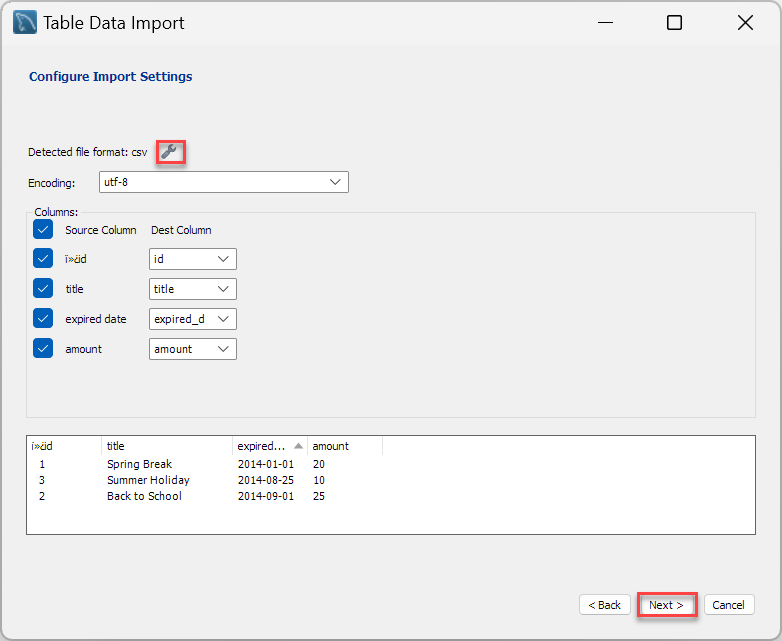 Table Data Import
Configure Import Settings
Detected file format: csv
Encoding: utf-8
Columns:
Source Column Dest Column
ï»¿id id
title title
expired date expired_d
amount amount
ï»¿id title expired... amount
1 Spring Break 2014-01-01 20
3 Summer Holiday 2014-08-25 10
2 Back to School 2014-09-01 25
< Back Next > Cancel